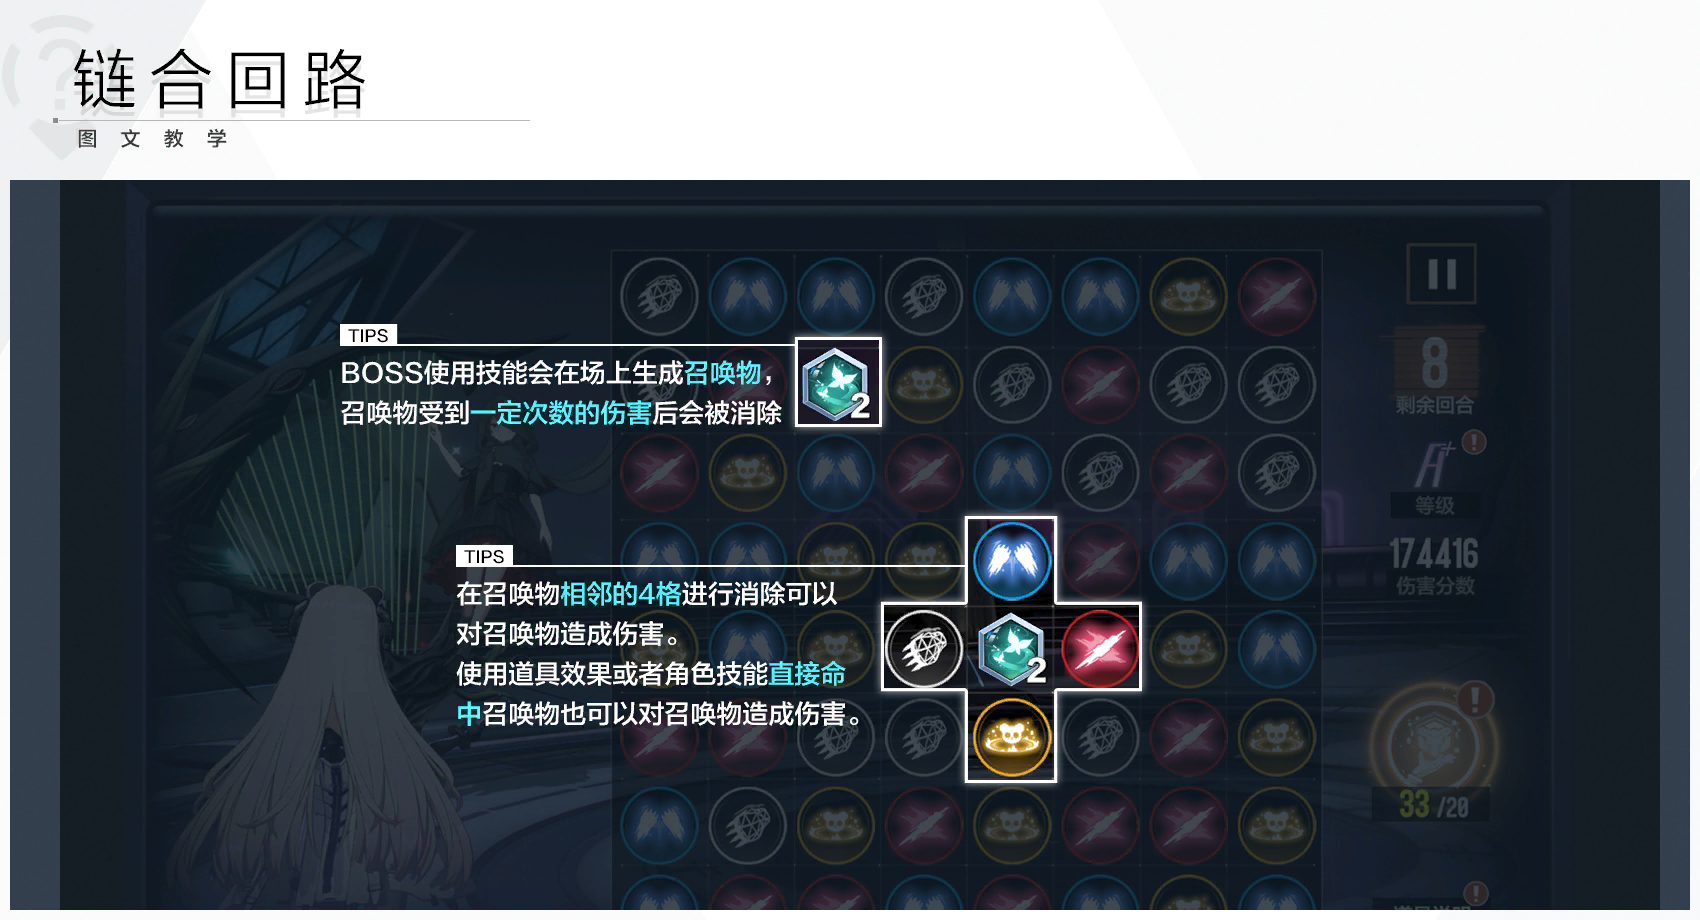 链合回路
图文教学
TIPS
BOSS使用技能会在场上生成召唤物，
召唤物受到一定次数的伤害后会被消除
2
8
剩余回合
A+
等级
174416
伤害分数
TIPS
在召唤物相邻的4格进行消除可以
对召唤物造成伤害。
使用道具效果或者角色技能直接命
中召唤物也可以对召唤物造成伤害。
2
33/20